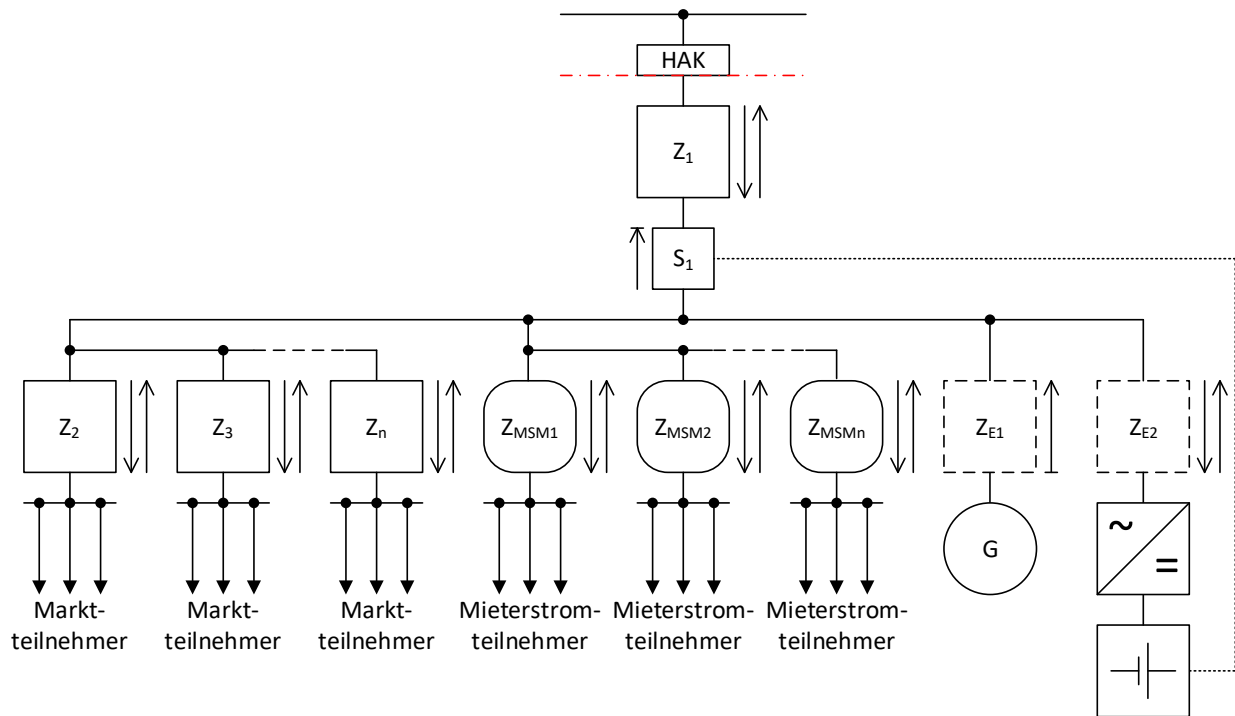 HAK
Z1
S1
Z2
Z3
Zn
ZMSM1
ZMSM2
ZMSMn
ZE1
ZE2
G
~
=
Markt-
teilnehmer
Markt-
teilnehmer
Markt-
teilnehmer
Mieterstrom-
teilnehmer
Mieterstrom-
teilnehmer
Mieterstrom-
teilnehmer